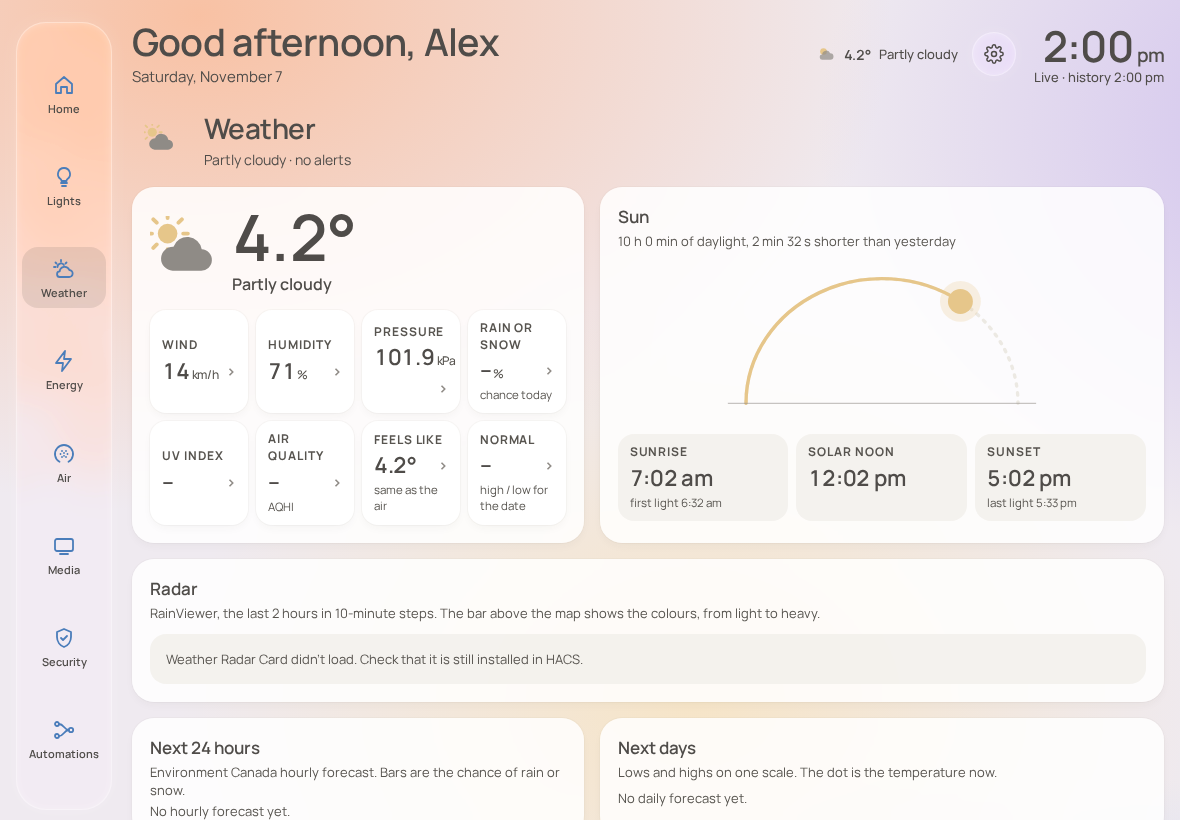 Good afternoon, Alex
Saturday, November 7
4.2° Partly cloudy
2:00 pm
Live · history 2:00 pm
Home
Lights
Weather
Energy
Air
Media
Security
Automations
Weather
Partly cloudy · no alerts
4.2°
Partly cloudy
WIND
14 km/h
HUMIDITY
71 %
PRESSURE
101.9 kPa
RAIN OR
SNOW
– %
chance today
UV INDEX
–
AIR
QUALITY
–
AQHI
FEELS LIKE
4.2°
same as the
air
NORMAL
–
high / low for
the date
Sun
10 h 0 min of daylight, 2 min 32 s shorter than yesterday
SUNRISE
7:02 am
first light 6:32 am
SOLAR NOON
12:02 pm
SUNSET
5:02 pm
last light 5:33 pm
Radar
RainViewer, the last 2 hours in 10-minute steps. The bar above the map shows the colours, from light to heavy.
Weather Radar Card didn't load. Check that it is still installed in HACS.
Next 24 hours
Environment Canada hourly forecast. Bars are the chance of rain or
snow.
No hourly forecast yet.
Next days
Lows and highs on one scale. The dot is the temperature now.
No daily forecast yet.